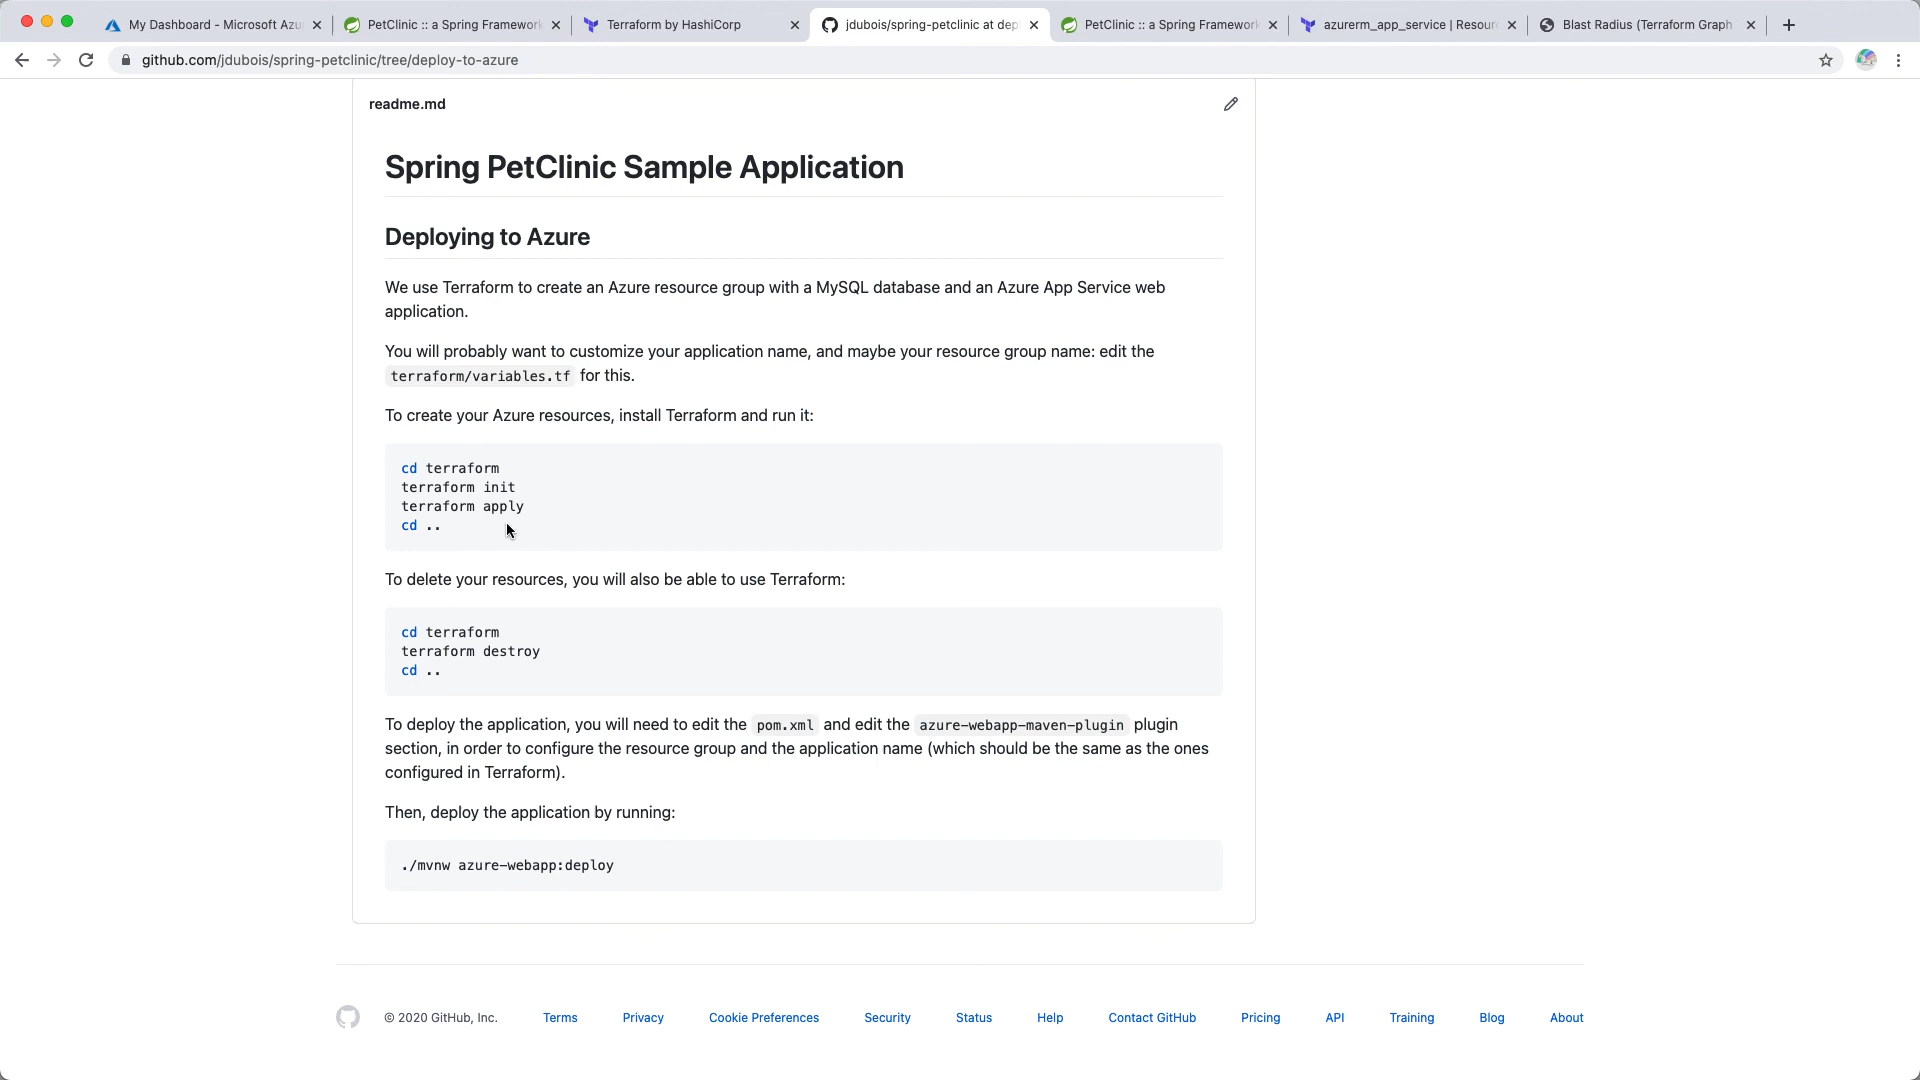 My Dashboard - Microsoft Azu
PetClinic :: a Spring Framework
Terraform by HashiCorp
jdubois/spring-petclinic at dep
PetClinic :: a Spring Framework
azurerm_app_service | Resour
Blast Radius (Terraform Graph
github.com/jdubois/spring-petclinic/tree/deploy-to-azure
readme.md
Spring PetClinic Sample Application
Deploying to Azure
We use Terraform to create an Azure resource group with a MySQL database and an Azure App Service web
application.
You will probably want to customize your application name, and maybe your resource group name: edit the
terraform/variables.tf for this.
To create your Azure resources, install Terraform and run it:
cd terraform
terraform init
terraform apply
cd ..
To delete your resources, you will also be able to use Terraform:
cd terraform
terraform destroy
cd ..
To deploy the application, you will need to edit the pom.xml and edit the azure-webapp-maven-plugin plugin
section, in order to configure the resource group and the application name (which should be the same as the ones
configured in Terraform).
Then, deploy the application by running:
./mvnw azure-webapp:deploy
© 2020 GitHub, Inc. Terms Privacy Cookie Preferences Security Status Help Contact GitHub Pricing API Training Blog About